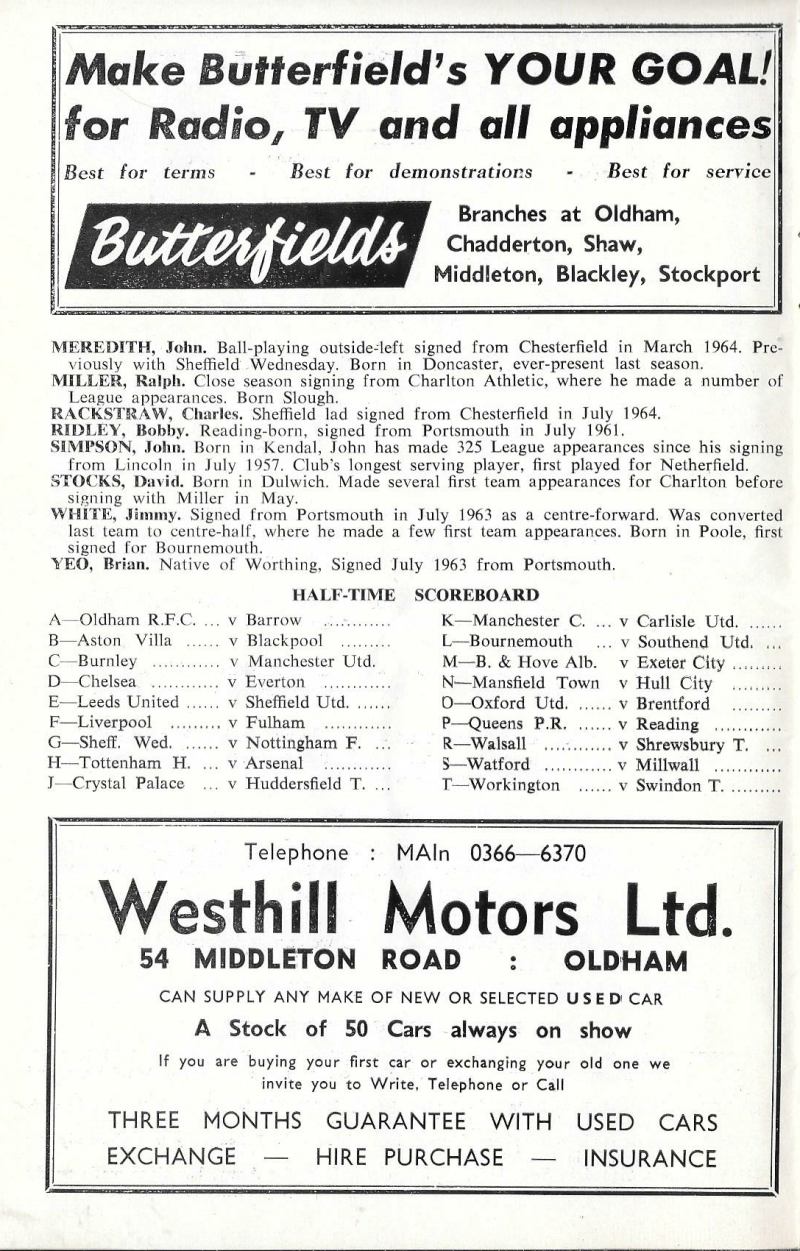 Make Butterfield's YOUR GOAL!
for Radio, TV and all appliances
Best for terms - Best for demonstrations - Best for service
Butterfields
Branches at Oldham,
Chadderton, Shaw,
Middleton, Blackley, Stockport
MEREDITH, John. Ball-playing outside-left signed from Chesterfield in March 1964. Pre-
viously with Sheffield Wednesday. Born in Doncaster, ever-present last season.
MILLER, Ralph. Close season signing from Charlton Athletic, where he made a number of
League appearances. Born Slough.
RACKSTRAW, Charles. Sheffield lad signed from Chesterfield in July 1964.
RIDLEY, Bobby. Reading-born, signed from Portsmouth in July 1961.
SIMPSON, John. Born in Kendal, John has made 325 League appearances since his signing
from Lincoln in July 1957. Club's longest serving player, first played for Netherfield.
STOCKS, David. Born in Dulwich. Made several first team appearances for Charlton before
signing with Miller in May.
WHITE, Jimmy. Signed from Portsmouth in July 1963 as a centre-forward. Was converted
last team to centre-half, where he made a few first team appearances. Born in Poole, first
signed for Bournemouth.
YEO, Brian. Native of Worthing, Signed July 1963 from Portsmouth.
HALF-TIME SCOREBOARD
A—Oldham R.F.C. ... v Barrow ............
B—Aston Villa ...... v Blackpool .........
C—Burnley ............ v Manchester Utd.
D—Chelsea ............ v Everton ............
E—Leeds United ...... v Sheffield Utd. ......
F—Liverpool ......... v Fulham ............
G—Sheff. Wed. ...... v Nottingham F. ...
H—Tottenham H. ... v Arsenal ............
J—Crystal Palace ... v Huddersfield T. ...
K—Manchester C. ... v Carlisle Utd. ......
L—Bournemouth ... v Southend Utd. ...
M—B. & Hove Alb. v Exeter City .........
N—Mansfield Town v Hull City .........
O—Oxford Utd. ...... v Brentford .........
P—Queens P.R. ...... v Reading ............
R—Walsall ............ v Shrewsbury T. ...
S—Watford ............ v Millwall ............
T—Workington ...... v Swindon T. .........
Telephone : MAIn 0366—6370
Westhill Motors Ltd.
54 MIDDLETON ROAD : OLDHAM
CAN SUPPLY ANY MAKE OF NEW OR SELECTED USED CAR
A Stock of 50 Cars always on show
If you are buying your first car or exchanging your old one we
invite you to Write, Telephone or Call
THREE MONTHS GUARANTEE WITH USED CARS
EXCHANGE — HIRE PURCHASE — INSURANCE